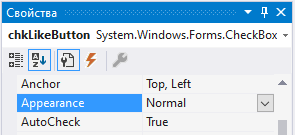 Свойства
chkLikeButton System.Windows.Forms.CheckBox
Anchor Top, Left
Appearance Normal
AutoCheck True